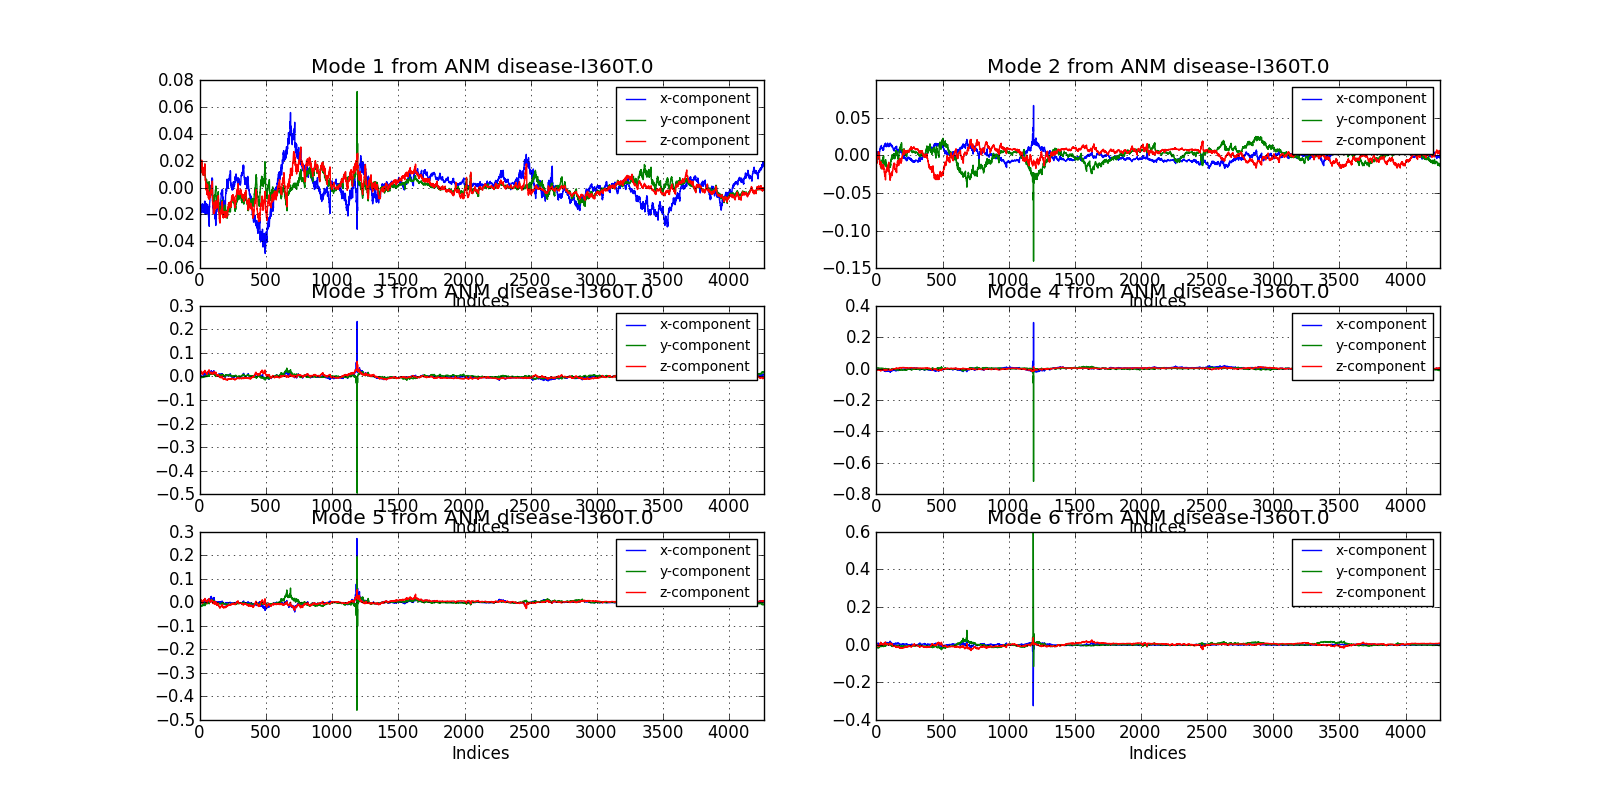 Mode 1 from ANM disease-I360T.0
0.08
0.06
0.04
0.02
0.00
−0.02
−0.04
−0.06
x-component
y-component
z-component
0 500 1000 1500 2000 2500 3000 3500 4000
Indices
Mode 2 from ANM disease-I360T.0
0.05
0.00
−0.05
−0.10
−0.15
x-component
y-component
z-component
0 500 1000 1500 2000 2500 3000 3500 4000
Indices
Mode 3 from ANM disease-I360T.0
0.3
0.2
0.1
0.0
−0.1
−0.2
−0.3
−0.4
−0.5
x-component
y-component
z-component
0 500 1000 1500 2000 2500 3000 3500 4000
Indices
Mode 4 from ANM disease-I360T.0
0.4
0.2
0.0
−0.2
−0.4
−0.6
−0.8
x-component
y-component
z-component
0 500 1000 1500 2000 2500 3000 3500 4000
Indices
Mode 5 from ANM disease-I360T.0
0.3
0.2
0.1
0.0
−0.1
−0.2
−0.3
−0.4
−0.5
x-component
y-component
z-component
0 500 1000 1500 2000 2500 3000 3500 4000
Indices
Mode 6 from ANM disease-I360T.0
0.6
0.4
0.2
0.0
−0.2
−0.4
x-component
y-component
z-component
0 500 1000 1500 2000 2500 3000 3500 4000
Indices